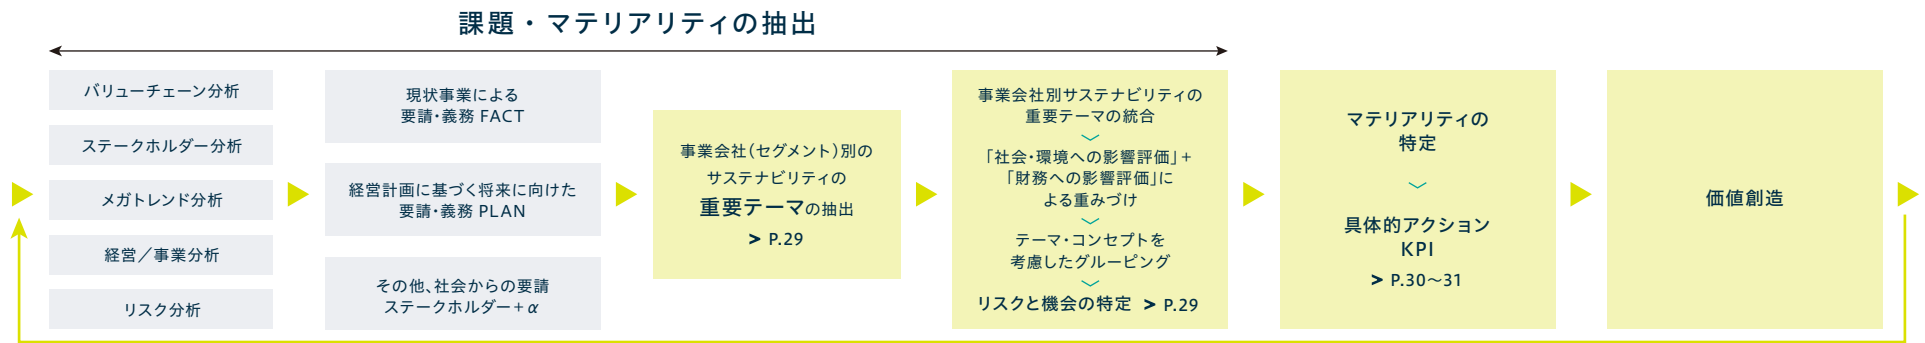 課題・マテリアリティの抽出
バリューチェーン分析
ステークホルダー分析
メガトレンド分析
経営／事業分析
リスク分析
現状事業による
要請・義務 FACT
経営計画に基づく将来に向けた
要請・義務 PLAN
その他、社会からの要請
ステークホルダー＋α
事業会社（セグメント）別の
サステナビリティの
重要テーマの抽出
> P.29
事業会社別サステナビリティの
重要テーマの統合
「社会・環境への影響評価」＋
「財務への影響評価」に
よる重みづけ
テーマ・コンセプトを
考慮したグルーピング
リスクと機会の特定 > P.29
マテリアリティの
特定
具体的アクション
KPI
> P.30～31
価値創造